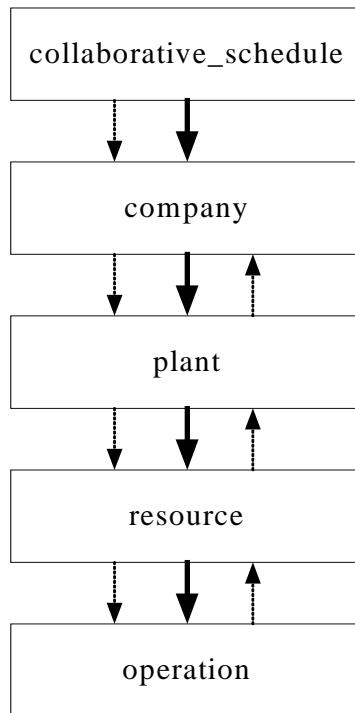 collaborative_schedule
company
plant
resource
operation